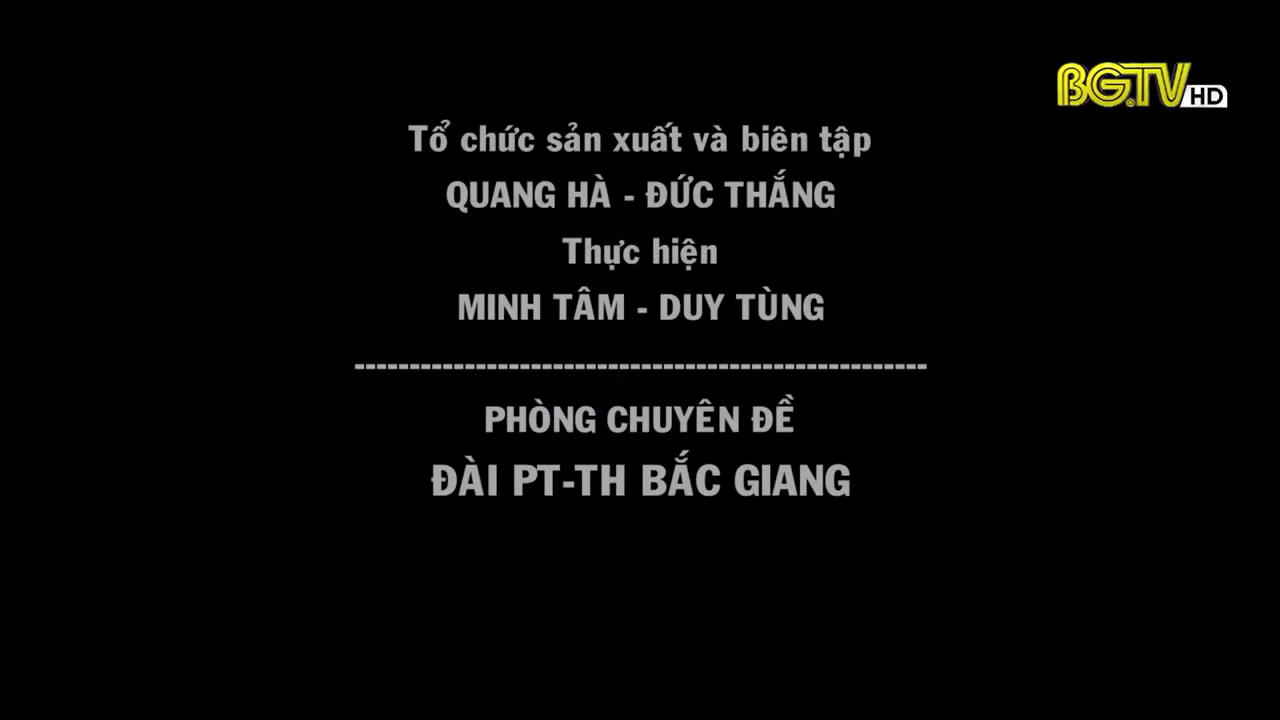 BGTV HD
Tổ chức sản xuất và biên tập
QUANG HÀ - ĐỨC THẮNG
Thực hiện
MINH TÂM - DUY TÙNG
----------------------------------------------------
PHÒNG CHUYÊN ĐỀ
ĐÀI PT-TH BẮC GIANG